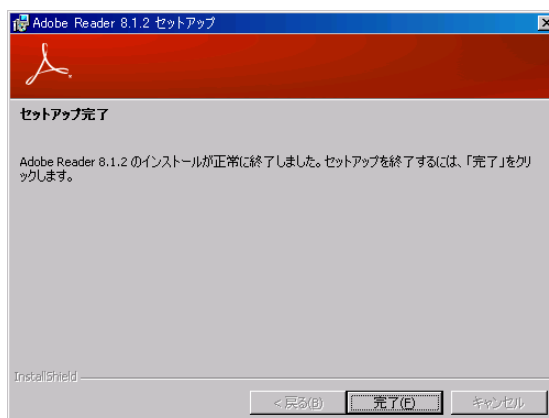 Adobe Reader 8.1.2 セットアップ
セットアップ完了
Adobe Reader 8.1.2 のインストールが正常に終了しました。セットアップを終了するには、「完了」をクリ
ックします。
InstallShield
< 戻る(B) 完了(F) キャンセル